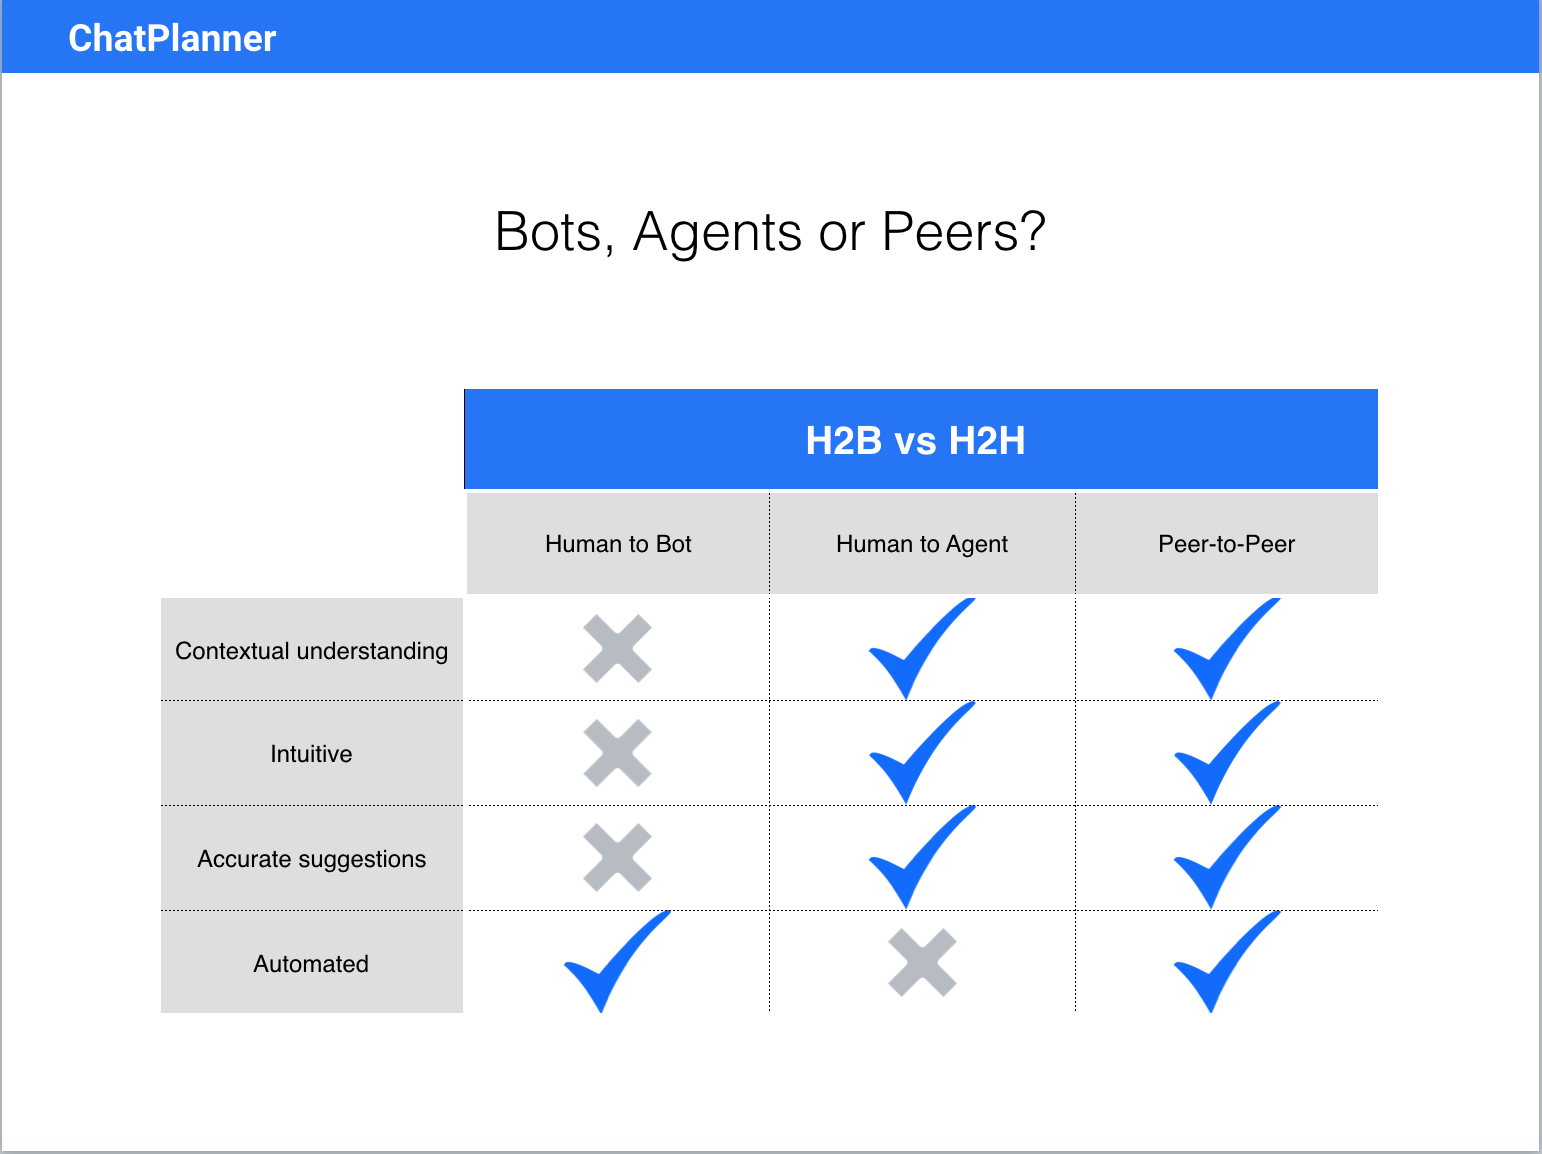 ChatPlanner
Bots, Agents or Peers?
H2B vs H2H
Human to Bot
Human to Agent
Peer-to-Peer
Contextual understanding
Intuitive
Accurate suggestions
Automated